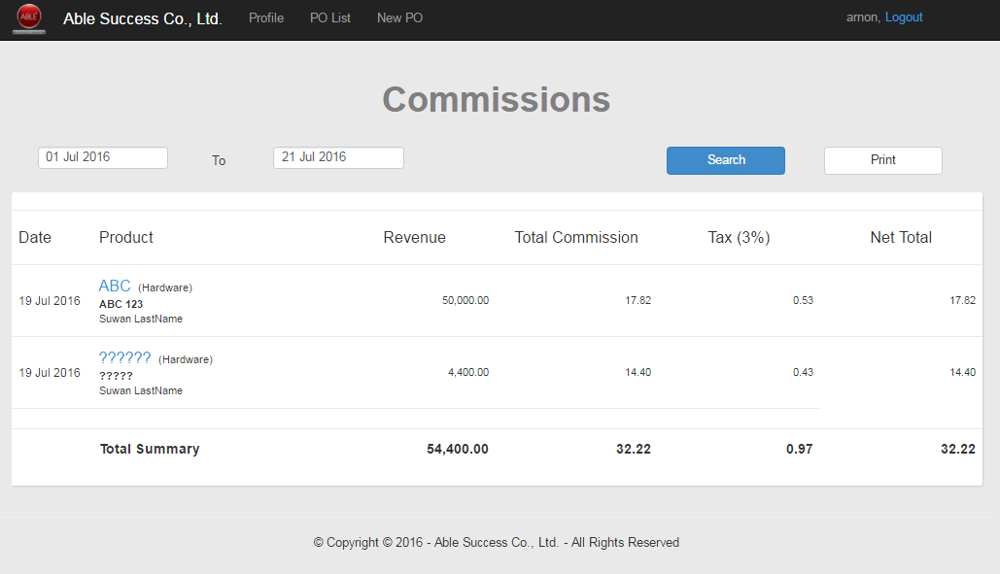 ABLE
Able Success Co., Ltd. Profile PO List New PO arnon, Logout
Commissions
01 Jul 2016 To 21 Jul 2016 Search Print
Date Product Revenue Total Commission Tax (3%) Net Total
19 Jul 2016 ABC (Hardware) 50,000.00 17.82 0.53 17.82
ABC 123
Suwan LastName
19 Jul 2016 ?????? (Hardware) 4,400.00 14.40 0.43 14.40
?????
Suwan LastName
Total Summary 54,400.00 32.22 0.97 32.22
© Copyright © 2016 - Able Success Co., Ltd. - All Rights Reserved